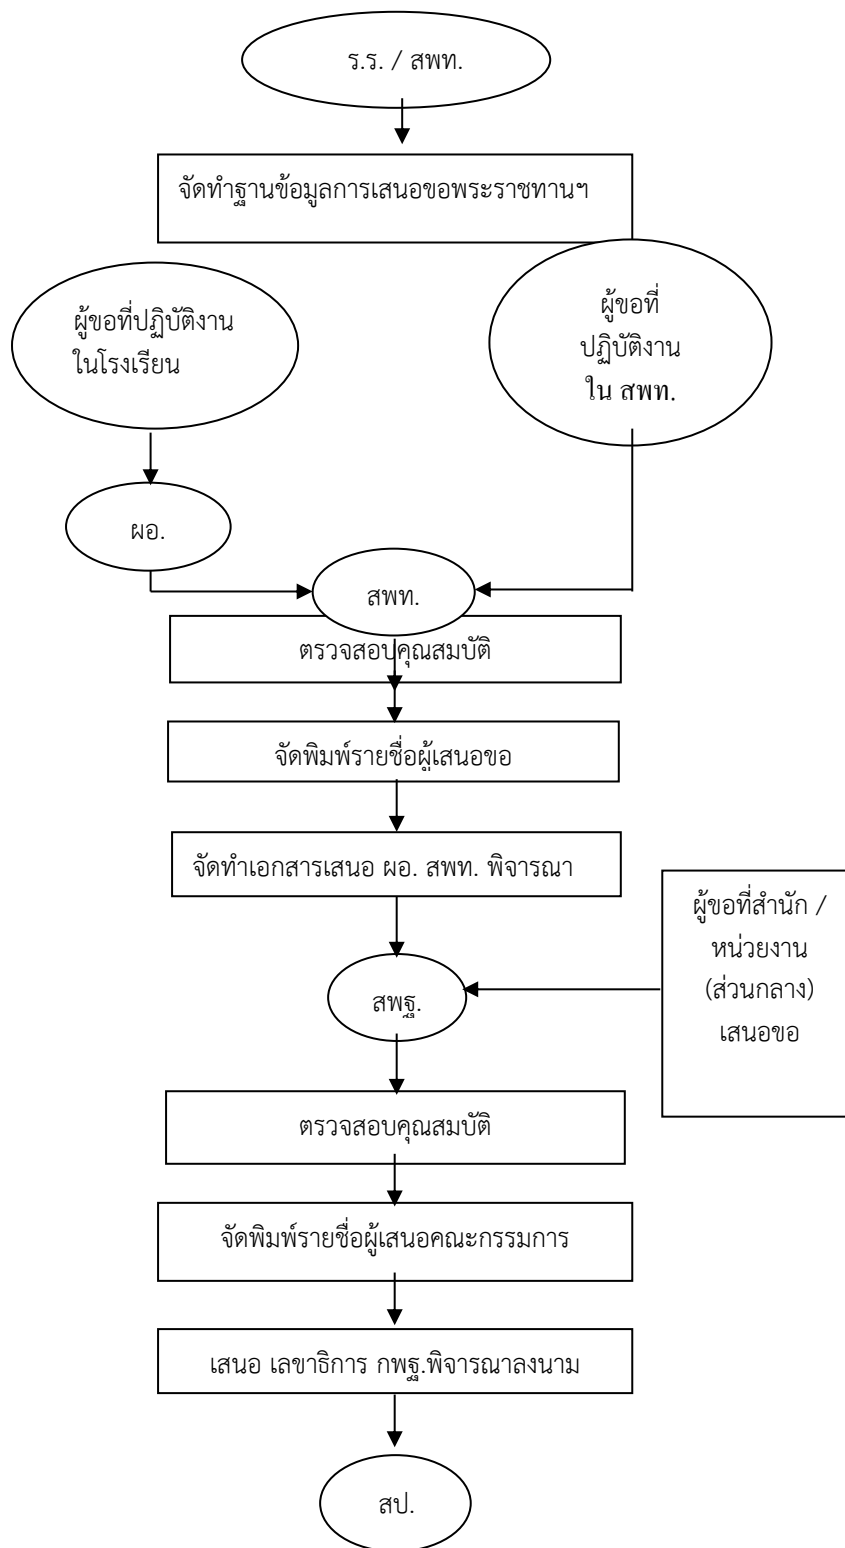 ร.ร. / สพท.
จัดทำฐานข้อมูลการเสนอขอพระราชทานฯ
ผู้ขอที่ปฏิบัติงาน
ในโรงเรียน
ผู้ขอที่
ปฏิบัติงาน
ใน สพท.
ผอ.
สพท.
ตรวจสอบคุณสมบัติ
จัดพิมพ์รายชื่อผู้เสนอขอ
จัดทำเอกสารเสนอ ผอ. สพท. พิจารณา
ผู้ขอที่สำนัก /
หน่วยงาน
(ส่วนกลาง)
เสนอขอ
สพฐ.
ตรวจสอบคุณสมบัติ
จัดพิมพ์รายชื่อผู้เสนอคณะกรรมการ
เสนอ เลขาธิการ กพฐ.พิจารณาลงนาม
สป.